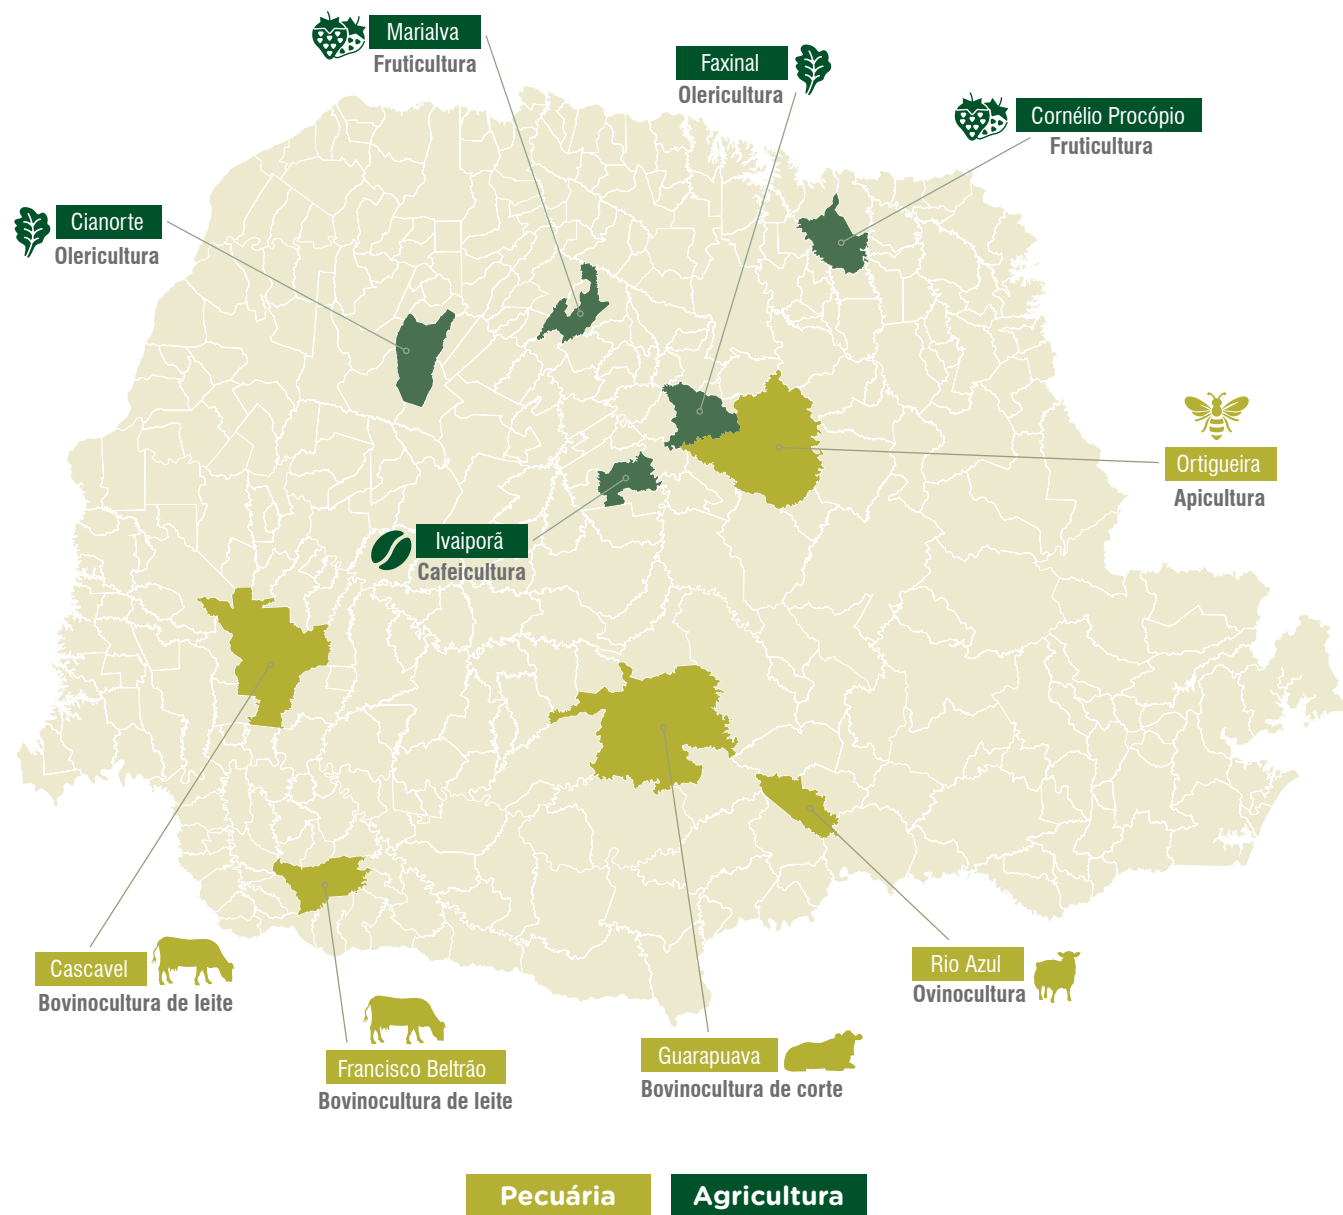 Marialva
Fruticultura
Faxinal
Olericultura
Cornélio Procópio
Fruticultura
Cianorte
Olericultura
Ortigueira
Apicultura
Ivaiporã
Cafeicultura
Cascavel
Bovinocultura de leite
Rio Azul
Ovinocultura
Francisco Beltrão
Bovinocultura de leite
Guarapuava
Bovinocultura de corte
Pecuária
Agricultura